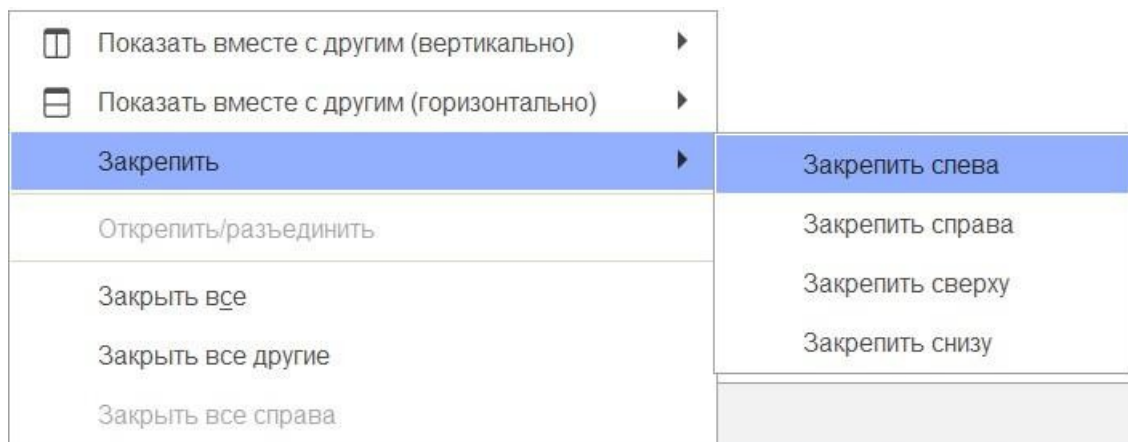 Показать вместе с другим (вертикально)
Показать вместе с другим (горизонтально)
Закрепить
Открепить/разъединить
Закрыть все
Закрыть все другие
Закрыть все справа
Закрепить слева
Закрепить справа
Закрепить сверху
Закрепить снизу